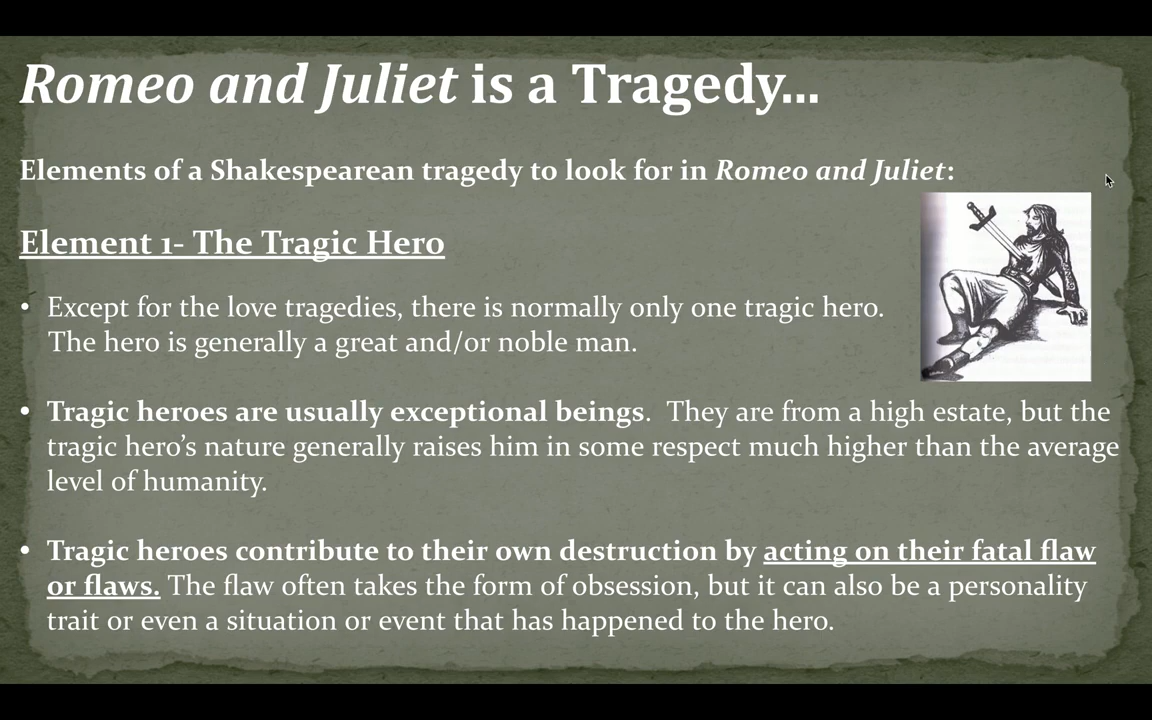 Romeo and Juliet is a Tragedy...
Elements of a Shakespearean tragedy to look for in Romeo and Juliet:
Element 1- The Tragic Hero
• Except for the love tragedies, there is normally only one tragic hero.
The hero is generally a great and/or noble man.
• Tragic heroes are usually exceptional beings.  They are from a high estate, but the
tragic hero’s nature generally raises him in some respect much higher than the average
level of humanity.
• Tragic heroes contribute to their own destruction by acting on their fatal flaw
or flaws. The flaw often takes the form of obsession, but it can also be a personality
trait or even a situation or event that has happened to the hero.